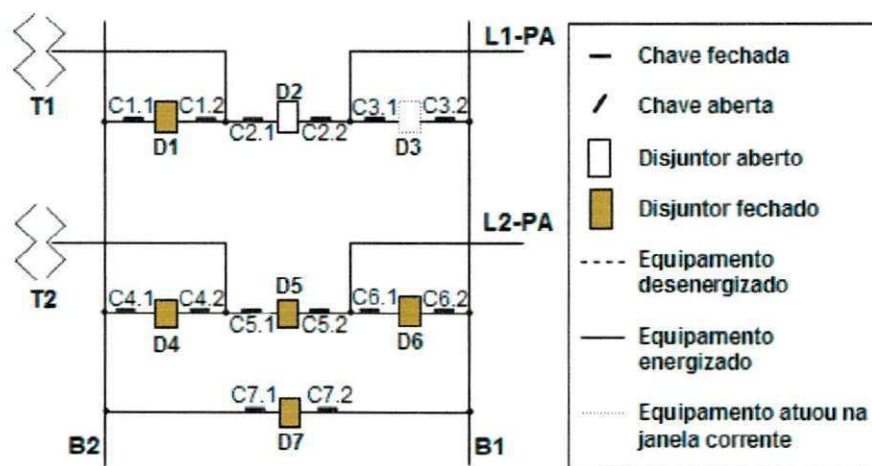 L1-PA
T1
D2
C1.1
C1.2
C2.1
C2.2
C3.1
C3.2
D1
D3
L2-PA
T2
D5
C4.1
C4.2
C5.1
C5.2
C6.1
C6.2
D4
D6
C7.1
C7.2
D7
B2
B1
Chave fechada
Chave aberta
Disjuntor aberto
Disjuntor fechado
Equipamento
desenergizado
Equipamento
energizado
Equipamento atuou na
janela corrente